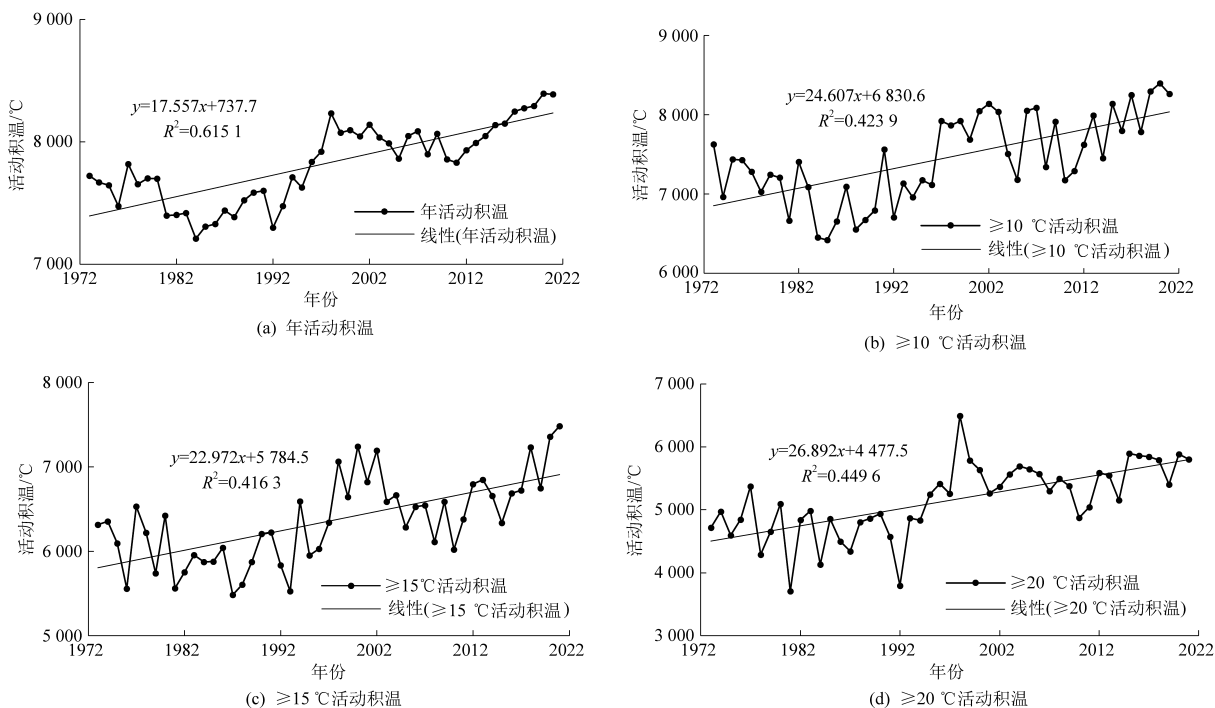 9 000
8 000
7 000
活动积温/℃
y=17.557x+737.7
R²=0.615 1
年活动积温
线性(年活动积温)
1972 1982 1992 2002 2012 2022
年份
(a) 年活动积温
9 000
8 000
7 000
6 000
活动积温/℃
y=24.607x+6 830.6
R²=0.423 9
≥10 ℃活动积温
线性(≥10 ℃活动积温)
1972 1982 1992 2002 2012 2022
年份
(b) ≥10 ℃活动积温
8 000
7 000
6 000
5 000
活动积温/℃
y=22.972x+5 784.5
R²=0.416 3
≥15℃活动积温
线性(≥15 ℃活动积温)
1972 1982 1992 2002 2012 2022
年份
(c) ≥15 ℃活动积温
7 000
6 000
5 000
4 000
3 000
活动积温/℃
y=26.892x+4 477.5
R²=0.449 6
≥20 ℃活动积温
线性(≥20 ℃活动积温)
1972 1982 1992 2002 2012 2022
年份
(d) ≥20 ℃活动积温